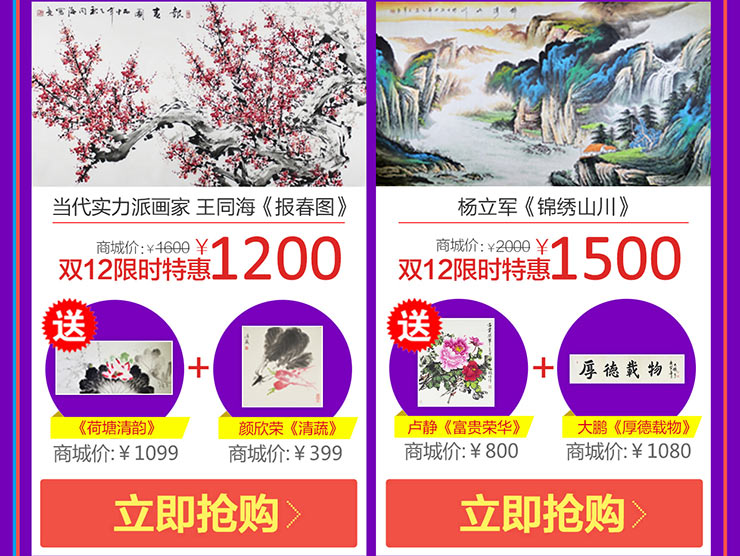 报春图
当代实力派画家 王同海《报春图》
商城价:¥1600
双12限时特惠¥1200
送
+
《荷塘清韵》
商城价:¥1099
颜欣荣《清蔬》
商城价:¥399
立即抢购>
杨立军《锦绣山川》
商城价:¥2000
双12限时特惠¥1500
送
+
厚德载物
卢静《富贵荣华》
商城价:¥800
大鹏《厚德载物》
商城价:¥1080
立即抢购>